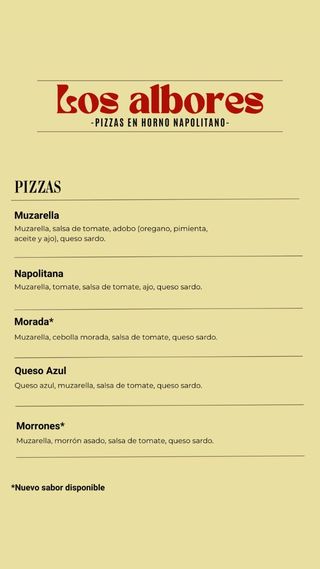 Los albores
-PIZZAS EN HORNO NAPOLITANO-
PIZZAS
Muzarella
Muzarella, salsa de tomate, adobo (oregano, pimienta,
aceite y ajo), queso sardo.
Napolitana
Muzarella, tomate, salsa de tomate, ajo, queso sardo.
Morada*
Muzarella, cebolla morada, salsa de tomate, queso sardo.
Queso Azul
Queso azul, muzarella, salsa de tomate, queso sardo.
Morrones*
Muzarella, morrón asado, salsa de tomate, queso sardo.
*Nuevo sabor disponible